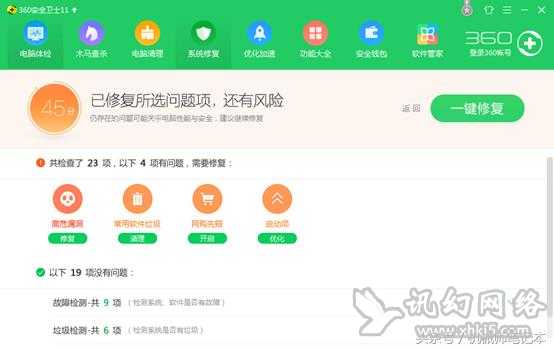 360安全卫士11
电脑体检 木马查杀 电脑清理 系统修复 优化加速 功能大全 安全钱包 软件管家
360
登录360帐号
45分
已修复所选问题项，还有风险
仍存在的问题可能关乎电脑性能与安全，建议继续修复
返回
一键修复
共检查了 23 项，以下 4 项有问题，需要修复：
高危漏洞 常用软件垃圾 网购先赔 启动项
修复 清理 开启 优化
以下 19 项没有问题：
故障检测-共 9 项 （检测系统、软件是否有故障）
垃圾检测-共 6 项 （检测系统是否有垃圾）
讯幻网络
www.xhkj5.com
头条号 / 机械师笔记本